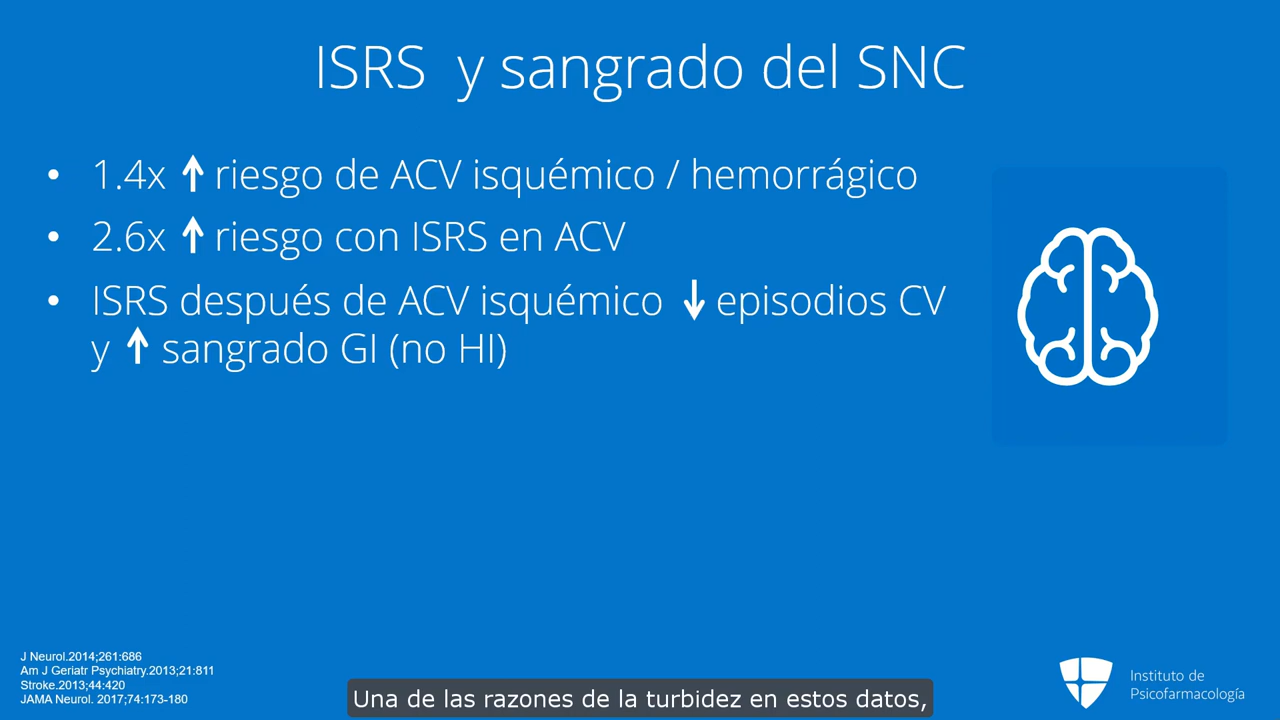 ISRS y sangrado del SNC
• 1.4x ↑ riesgo de ACV isquémico / hemorrágico
• 2.6x ↑ riesgo con ISRS en ACV
• ISRS después de ACV isquémico ↓ episodios CV
y ↑ sangrado GI (no HI)
J Neurol.2014;261:686
Am J Geriatr Psychiatry.2013;21:811
Stroke.2013;44:420
JAMA Neurol. 2017;74:173-180
Una de las razones de la turbidez en estos datos,
Instituto de
Psicofarmacología